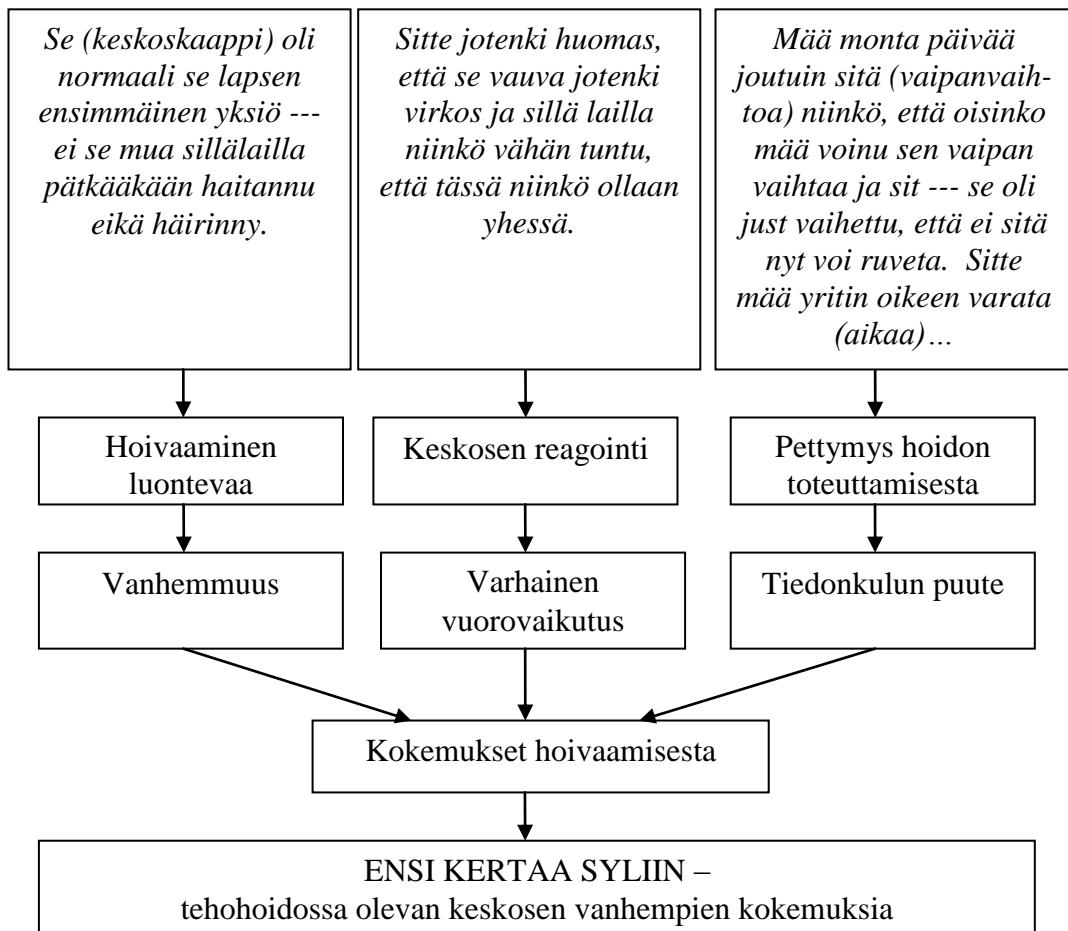 Se (keskoskaappi) oli
normaali se lapsen
ensimmäinen yksiö ---
ei se mua sillälailla
pätkääkään haitannu
eikä häirinny.
Sitte jotenki huomas,
että se vauva jotenki
virkos ja sillä lailla
niinkö vähän tuntu,
että tässä niinkö ollaan
yhessä.
Mää monta päivää
joutuin sitä (vaipanvaih-
toa) niinkö, että oisinko
mää voinu sen vaipan
vaihtaa ja sit --- se oli
just vaihettu, että ei sitä
nyt voi ruveta. Sitte
mää yritin oikeen varata
(aikaa)…
Hoivaaminen
luontevaa
Keskosen reagointi
Pettymys hoidon
toteuttamisesta
Vanhemmuus
Varhainen
vuorovaikutus
Tiedonkulun puute
Kokemukset hoivaamisesta
ENSI KERTAA SYLIIN –
tehohoidossa olevan keskosen vanhempien kokemuksia